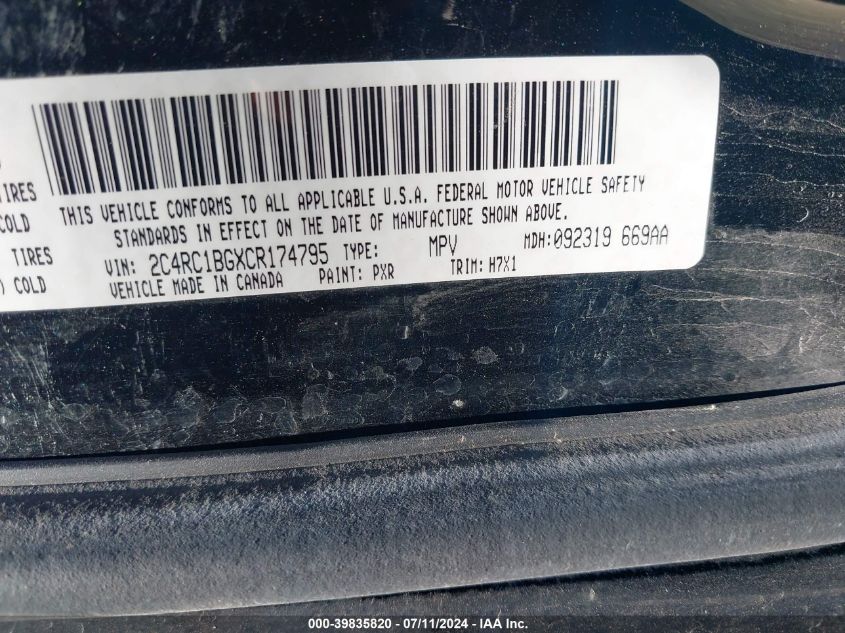 TIRES
COLD
TIRES
) COLD
THIS VEHICLE CONFORMS TO ALL APPLICABLE U.S.A. FEDERAL MOTOR VEHICLE SAFETY
STANDARDS IN EFFECT ON THE DATE OF MANUFACTURE SHOWN ABOVE.
VIN: 2C4RC1BGXCR174795 TYPE: MPV MDH:092319 669AA
VEHICLE MADE IN CANADA PAINT: PXR TRIM: H7X1
000-39835820 - 07/11/2024 - IAA Inc.